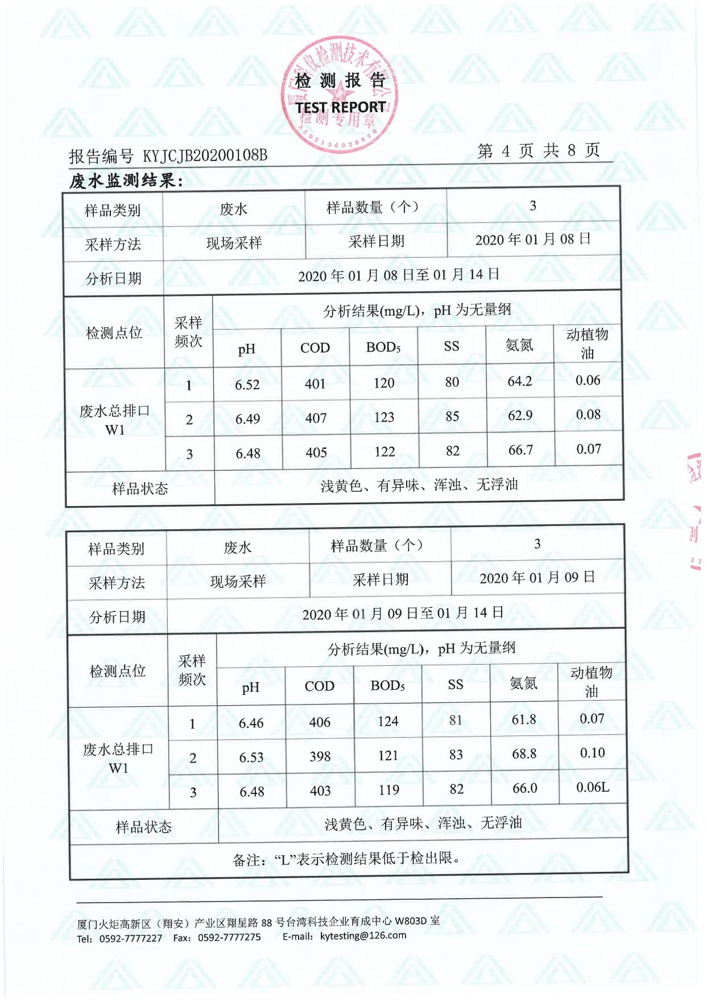 厦门科仪检测技术有限公司
检测报告
TEST REPORT
检测专用章
3502136028890
报告编号 KYJCJB20200108B
第 4 页 共 8 页
废水监测结果：
样品类别 废水 样品数量（个） 3
采样方法 现场采样 采样日期 2020 年 01 月 08 日
分析日期 2020 年 01 月 08 日至 01 月 14 日
检测点位 采样频次 分析结果(mg/L)，pH 为无量纲
pH COD BOD₅ SS 氨氮 动植物油
废水总排口 W1
1 6.52 401 120 80 64.2 0.06
2 6.49 407 123 85 62.9 0.08
3 6.48 405 122 82 66.7 0.07
样品状态 浅黄色、有异味、浑浊、无浮油
样品类别 废水 样品数量（个） 3
采样方法 现场采样 采样日期 2020 年 01 月 09 日
分析日期 2020 年 01 月 09 日至 01 月 14 日
检测点位 采样频次 分析结果(mg/L)，pH 为无量纲
pH COD BOD₅ SS 氨氮 动植物油
废水总排口 W1
1 6.46 406 124 81 61.8 0.07
2 6.53 398 121 83 68.8 0.10
3 6.48 403 119 82 66.0 0.06L
样品状态 浅黄色、有异味、浑浊、无浮油
备注：“L”表示检测结果低于检出限。
厦门火炬高新区（翔安）产业区翔星路 88 号台湾科技企业育成中心 W803D 室
Tel：0592-7777227 Fax：0592-7777275 E-mail：kytesting@126.com